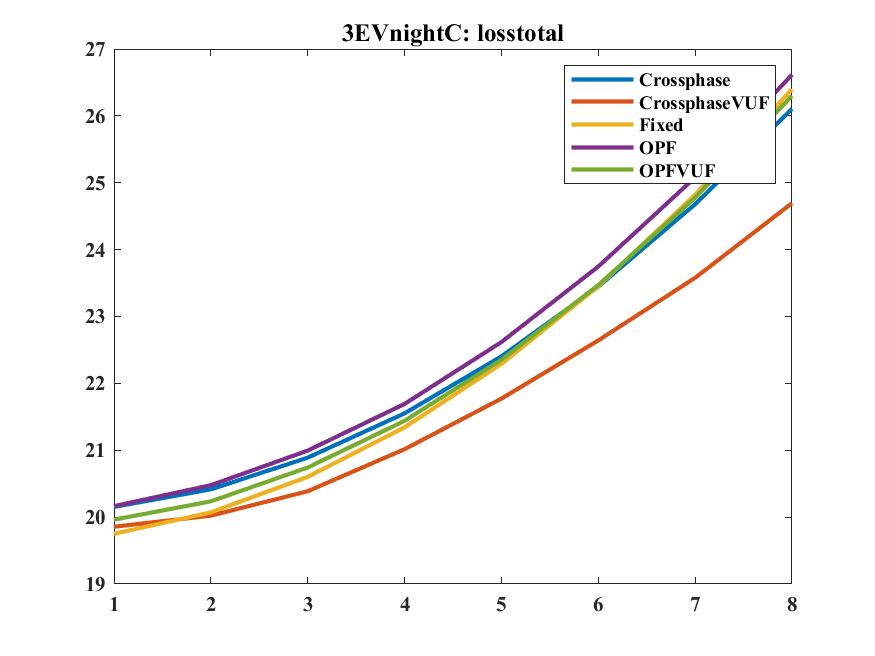 3EVnightC: losstotal
27
26
25
24
23
22
21
20
19
Crossphase
CrossphaseVUF
Fixed
OPF
OPFVUF
1 2 3 4 5 6 7 8